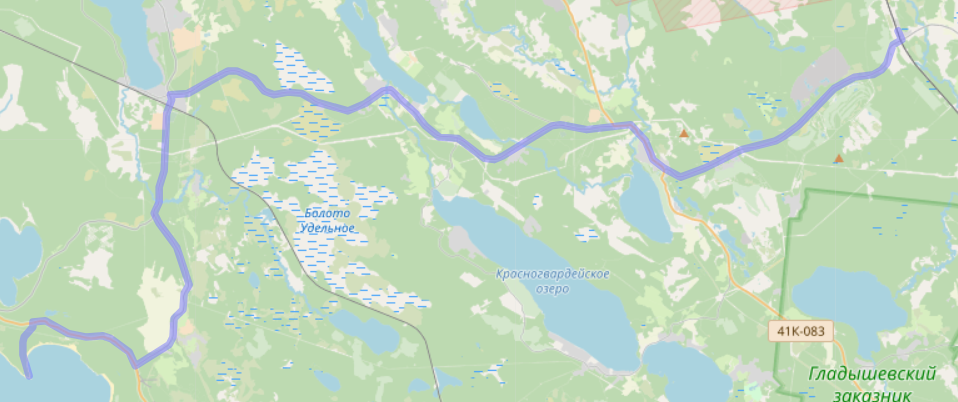 Болото
Удельное
Красногвардейское
озеро
41К-083
Гладышевский
заказник